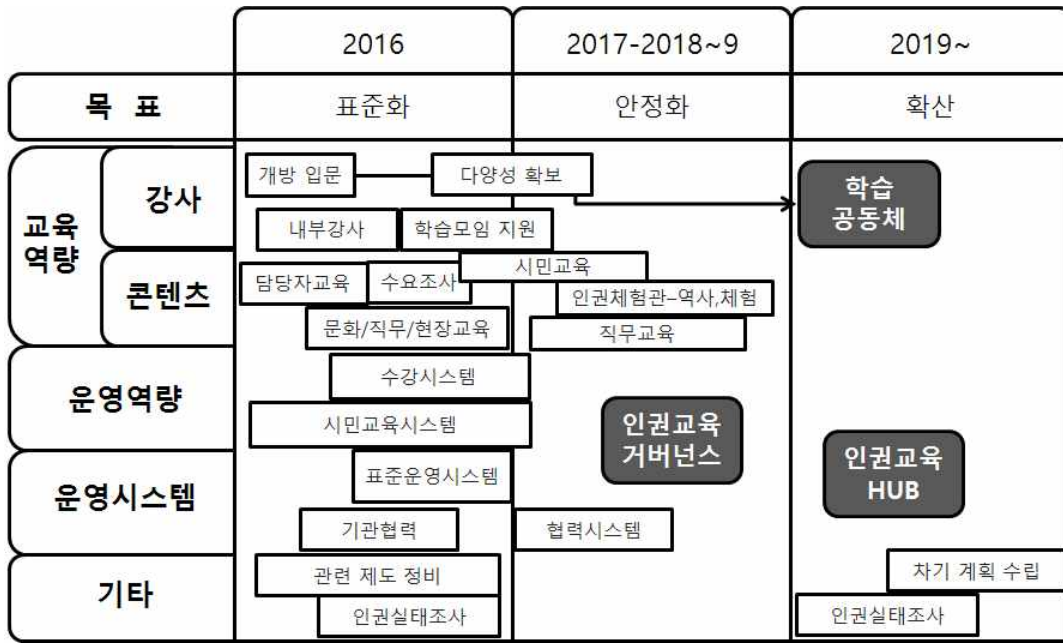 2016
2017-2018~9
2019~
목 표
표준화
안정화
확산
교육
역량
강사
개방 입문
다양성 확보
학습
공동체
내부강사
학습모임 지원
콘텐츠
시민교육
담당자교육
수요조사
인권체험관–역사,체험
문화/직무/현장교육
직무교육
운영역량
수강시스템
시민교육시스템
인권교육
거버넌스
운영시스템
표준운영시스템
인권교육
HUB
기관협력
협력시스템
기타
관련 제도 정비
차기 계획 수립
인권실태조사
인권실태조사